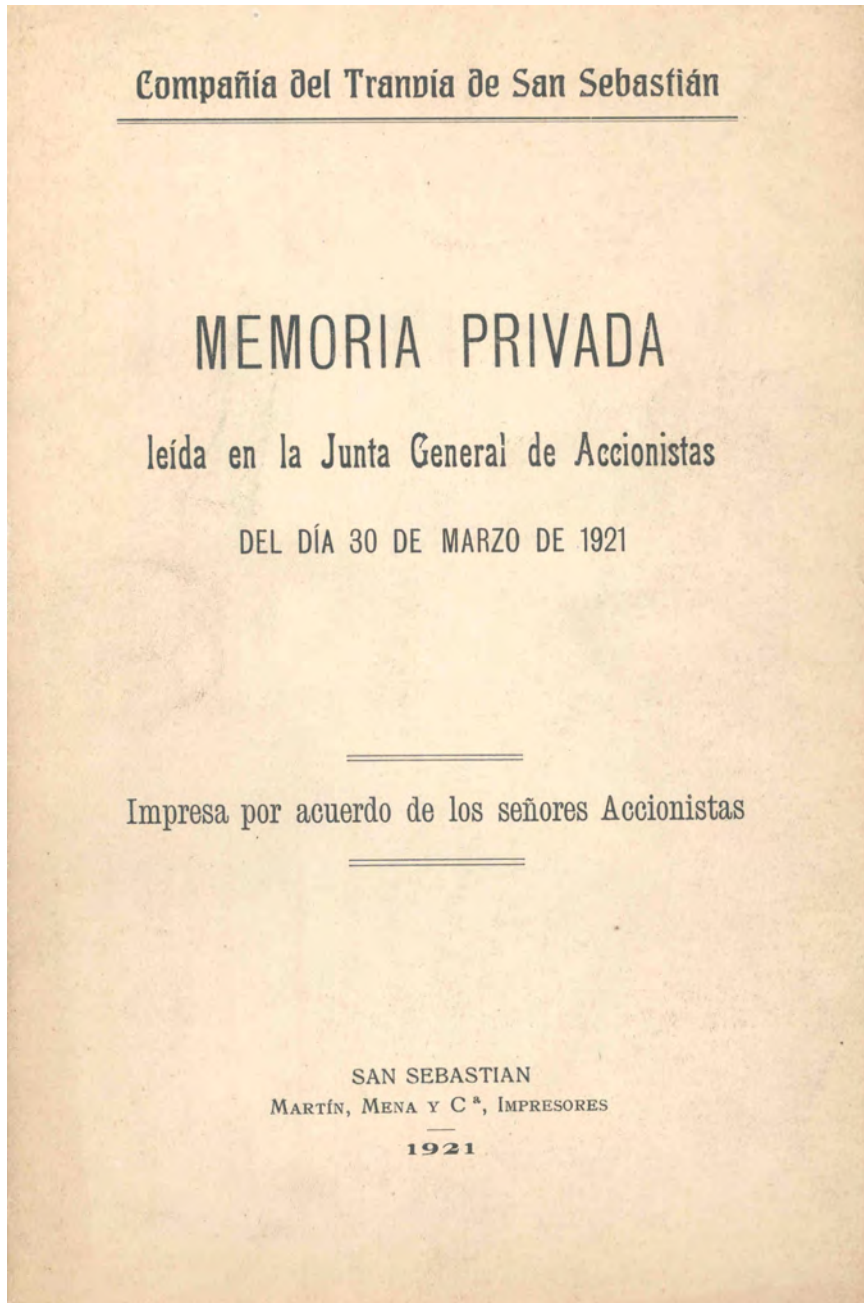 Compañía del Tranvía de San Sebastián
MEMORIA PRIVADA
leída en la Junta General de Accionistas
DEL DÍA 30 DE MARZO DE 1921
Impresa por acuerdo de los señores Accionistas
SAN SEBASTIAN
Martín, Mena y Cª, Impresores
1921